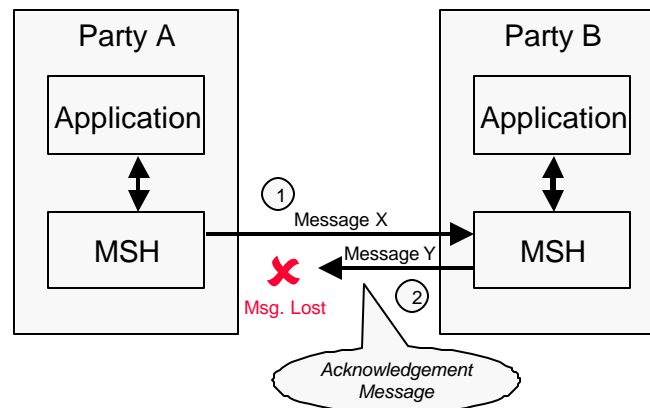 Party A
Party B
Application
Application
1
Message X
MSH
Message Y
MSH
Msg. Lost
2
Acknowledgement
Message